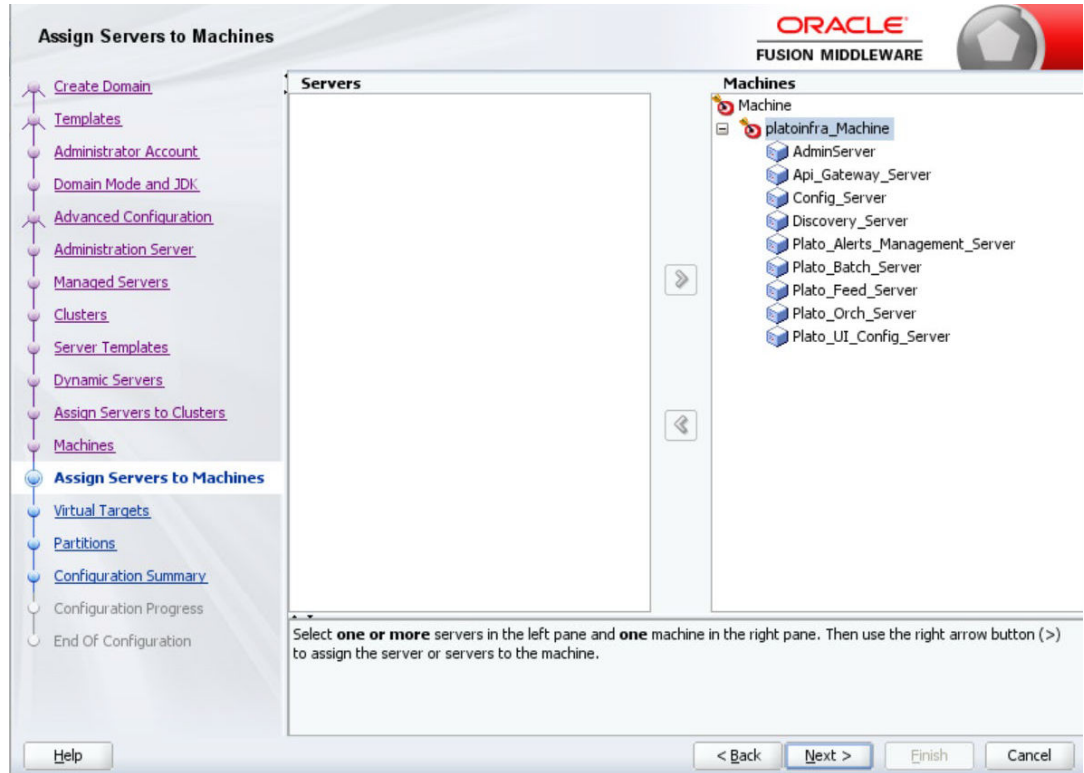 Assign Servers to Machines
ORACLE
FUSION MIDDLEWARE
Create Domain
Templates
Administrator Account
Domain Mode and JDK
Advanced Configuration
Administration Server
Managed Servers
Clusters
Server Templates
Dynamic Servers
Assign Servers to Clusters
Machines
Assign Servers to Machines
Virtual Targets
Partitions
Configuration Summary
Configuration Progress
End Of Configuration
Servers
Machines
Machine
platoinfra_Machine
AdminServer
Api_Gateway_Server
Config_Server
Discovery_Server
Plato_Alerts_Management_Server
Plato_Batch_Server
Plato_Feed_Server
Plato_Orch_Server
Plato_UI_Config_Server
Select one or more servers in the left pane and one machine in the right pane. Then use the right arrow button (>)
to assign the server or servers to the machine.
Help
< Back
Next >
Finish
Cancel